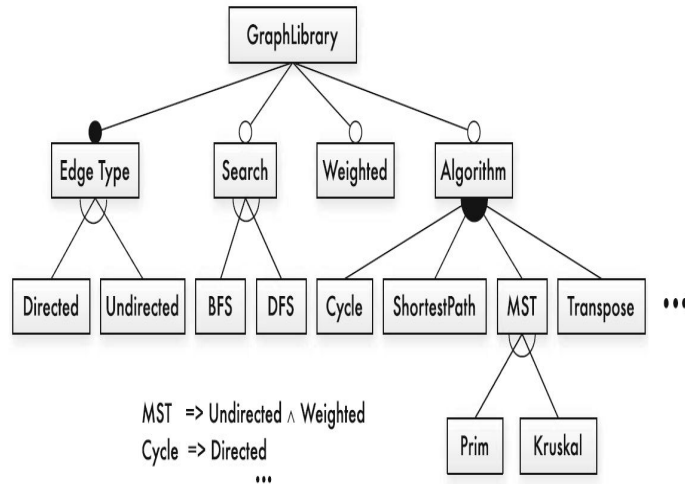 GraphLibrary
Edge Type
Search
Weighted
Algorithm
Directed
Undirected
BFS
DFS
Cycle
ShortestPath
MST
Transpose
•••
MST => Undirected ∧ Weighted
Cycle => Directed
•••
Prim
Kruskal